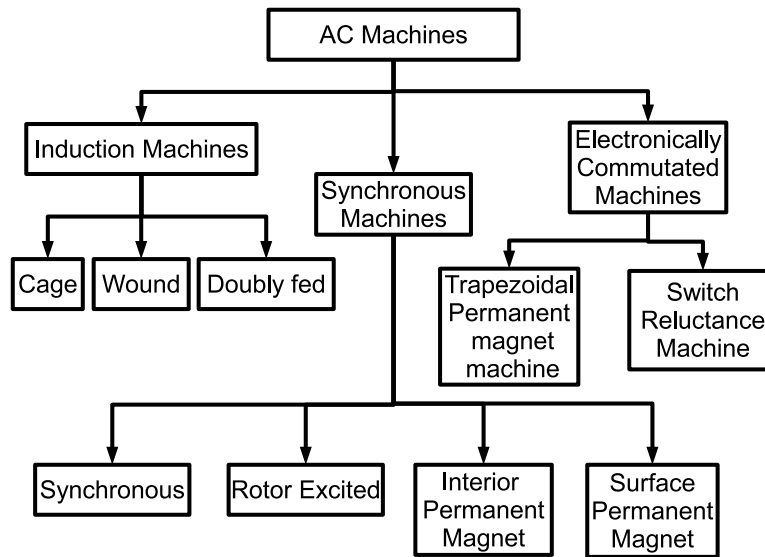 AC Machines
Induction Machines
Synchronous
Machines
Electronically
Commutated
Machines
Cage
Wound
Doubly fed
Trapezoidal
Permanent
magnet
machine
Switch
Reluctance
Machine
Synchronous
Rotor Excited
Interior
Permanent
Magnet
Surface
Permanent
Magnet